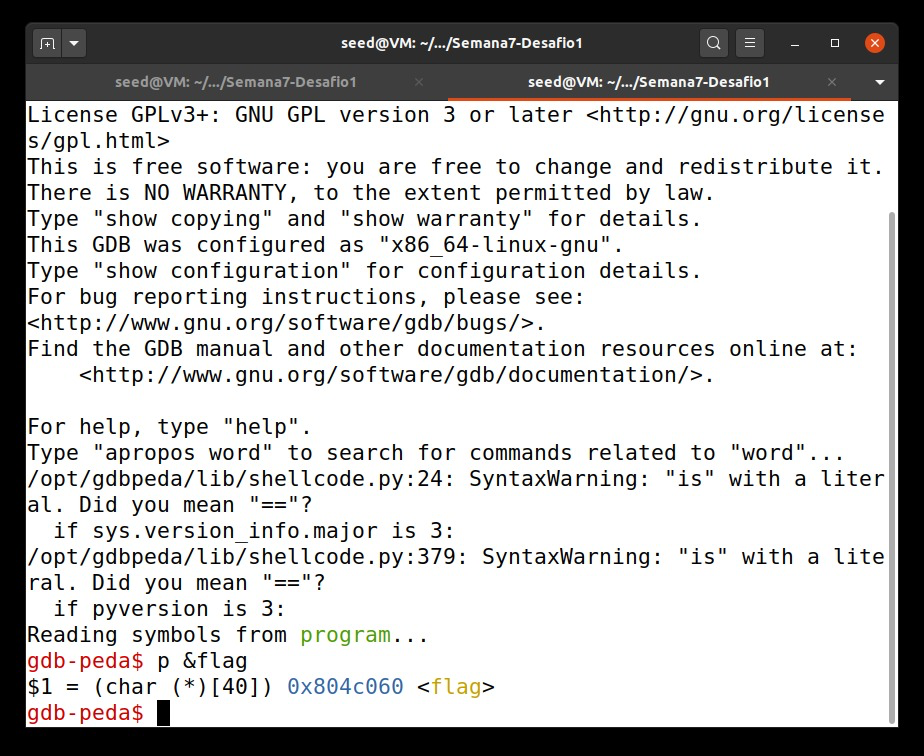 seed@VM: ~/.../Semana7-Desafio1
seed@VM: ~/.../Semana7-Desafio1
seed@VM: ~/.../Semana7-Desafio1
License GPLv3+: GNU GPL version 3 or later <http://gnu.org/license
s/gpl.html>
This is free software: you are free to change and redistribute it.
There is NO WARRANTY, to the extent permitted by law.
Type "show copying" and "show warranty" for details.
This GDB was configured as "x86_64-linux-gnu".
Type "show configuration" for configuration details.
For bug reporting instructions, please see:
<http://www.gnu.org/software/gdb/bugs/>.
Find the GDB manual and other documentation resources online at:
    <http://www.gnu.org/software/gdb/documentation/>.

For help, type "help".
Type "apropos word" to search for commands related to "word"...
/opt/gdbpeda/lib/shellcode.py:24: SyntaxWarning: "is" with a liter
al. Did you mean "=="?
  if sys.version_info.major is 3:
/opt/gdbpeda/lib/shellcode.py:379: SyntaxWarning: "is" with a lite
ral. Did you mean "=="?
  if pyversion is 3:
Reading symbols from program...
gdb-peda$ p &flag
$1 = (char (*)[40]) 0x804c060 <flag>
gdb-peda$